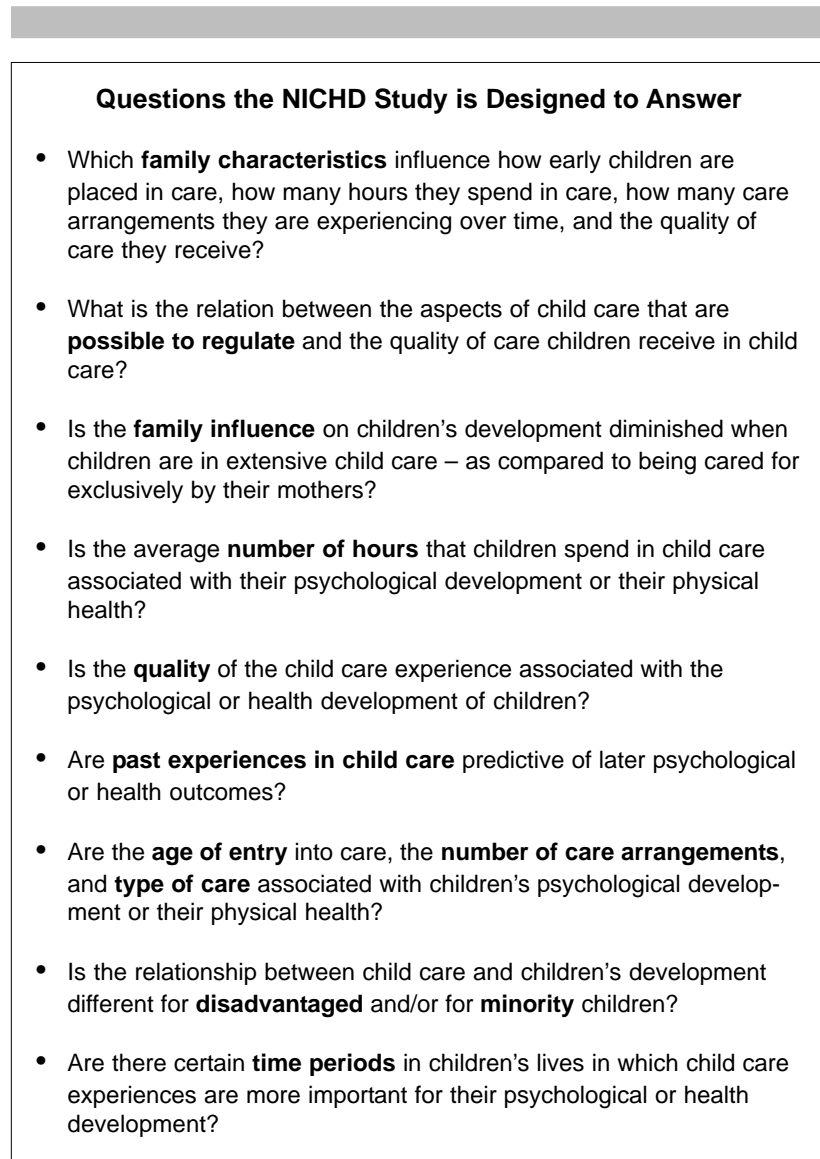 Questions the NICHD Study is Designed to Answer
• Which family characteristics influence how early children are
placed in care, how many hours they spend in care, how many care
arrangements they are experiencing over time, and the quality of
care they receive?
• What is the relation between the aspects of child care that are
possible to regulate and the quality of care children receive in child
care?
• Is the family influence on children's development diminished when
children are in extensive child care – as compared to being cared for
exclusively by their mothers?
• Is the average number of hours that children spend in child care
associated with their psychological development or their physical
health?
• Is the quality of the child care experience associated with the
psychological or health development of children?
• Are past experiences in child care predictive of later psychological
or health outcomes?
• Are the age of entry into care, the number of care arrangements,
and type of care associated with children's psychological develop-
ment or their physical health?
• Is the relationship between child care and children's development
different for disadvantaged and/or for minority children?
• Are there certain time periods in children's lives in which child care
experiences are more important for their psychological or health
development?